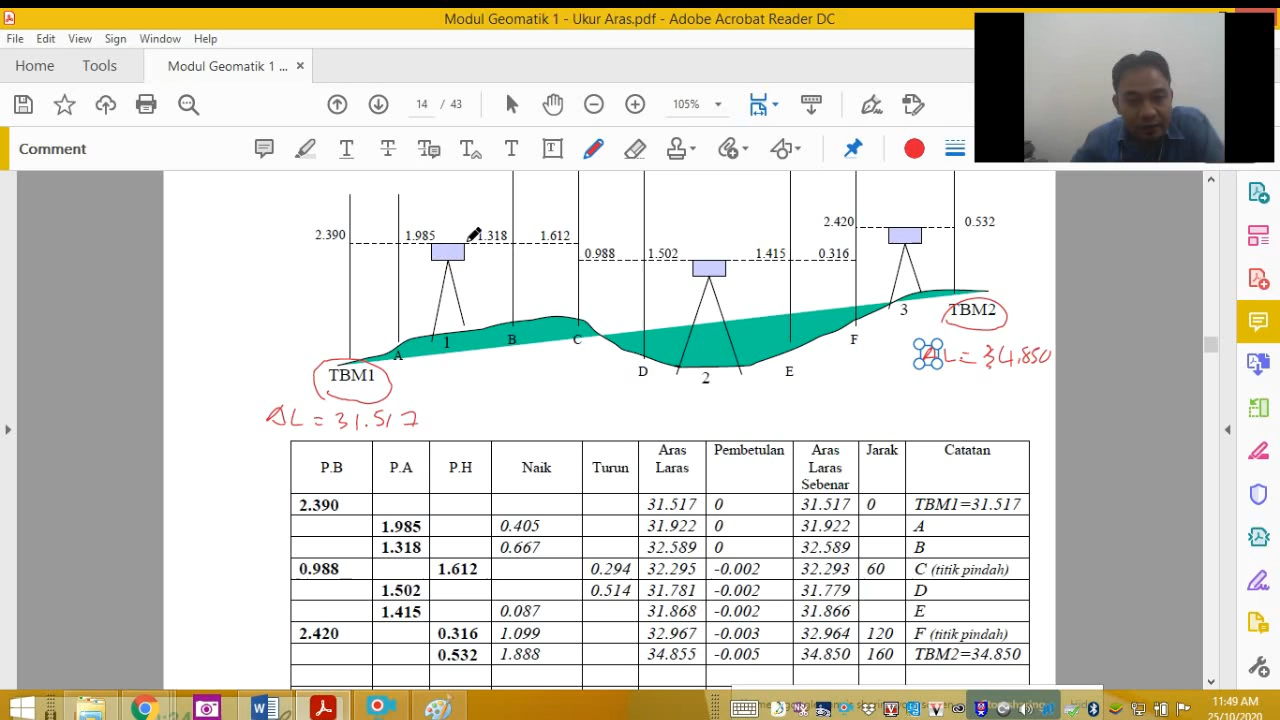 Modul Geomatik 1 - Ukur Aras.pdf - Adobe Acrobat Reader DC
File Edit View Sign Window Help
Home Tools Modul Geomatik 1 ... ×
14 / 43 105%
Comment
2.390 1.985 1.318 1.612 0.988 1.502 1.415 0.316 2.420 0.532
A 1 B C D 2 E F 3
TBM1 TBM2
AL = 34.850
AL = 31.517
P.B P.A P.H Naik Turun Aras Laras Pembetulan Aras Laras Sebenar Jarak Catatan
2.390 31.517 0 31.517 0 TBM1=31.517
1.985 0.405 31.922 0 31.922 A
1.318 0.667 32.589 0 32.589 B
0.988 1.612 0.294 32.295 -0.002 32.293 60 C (titik pindah)
1.502 0.514 31.781 -0.002 31.779 D
1.415 0.087 31.868 -0.002 31.866 E
2.420 0.316 1.099 32.967 -0.003 32.964 120 F (titik pindah)
0.532 1.888 34.855 -0.005 34.850 160 TBM2=34.850
11:49 AM
25/10/2020